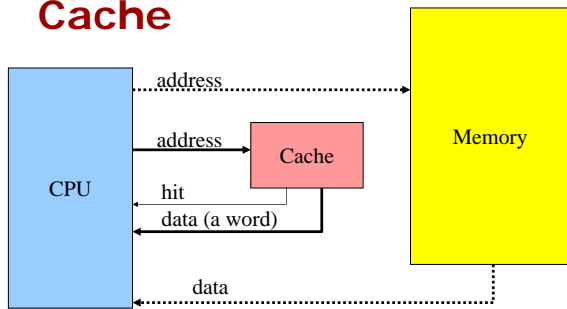 Cache
address
address
Cache
Memory
CPU
hit
data (a word)
data